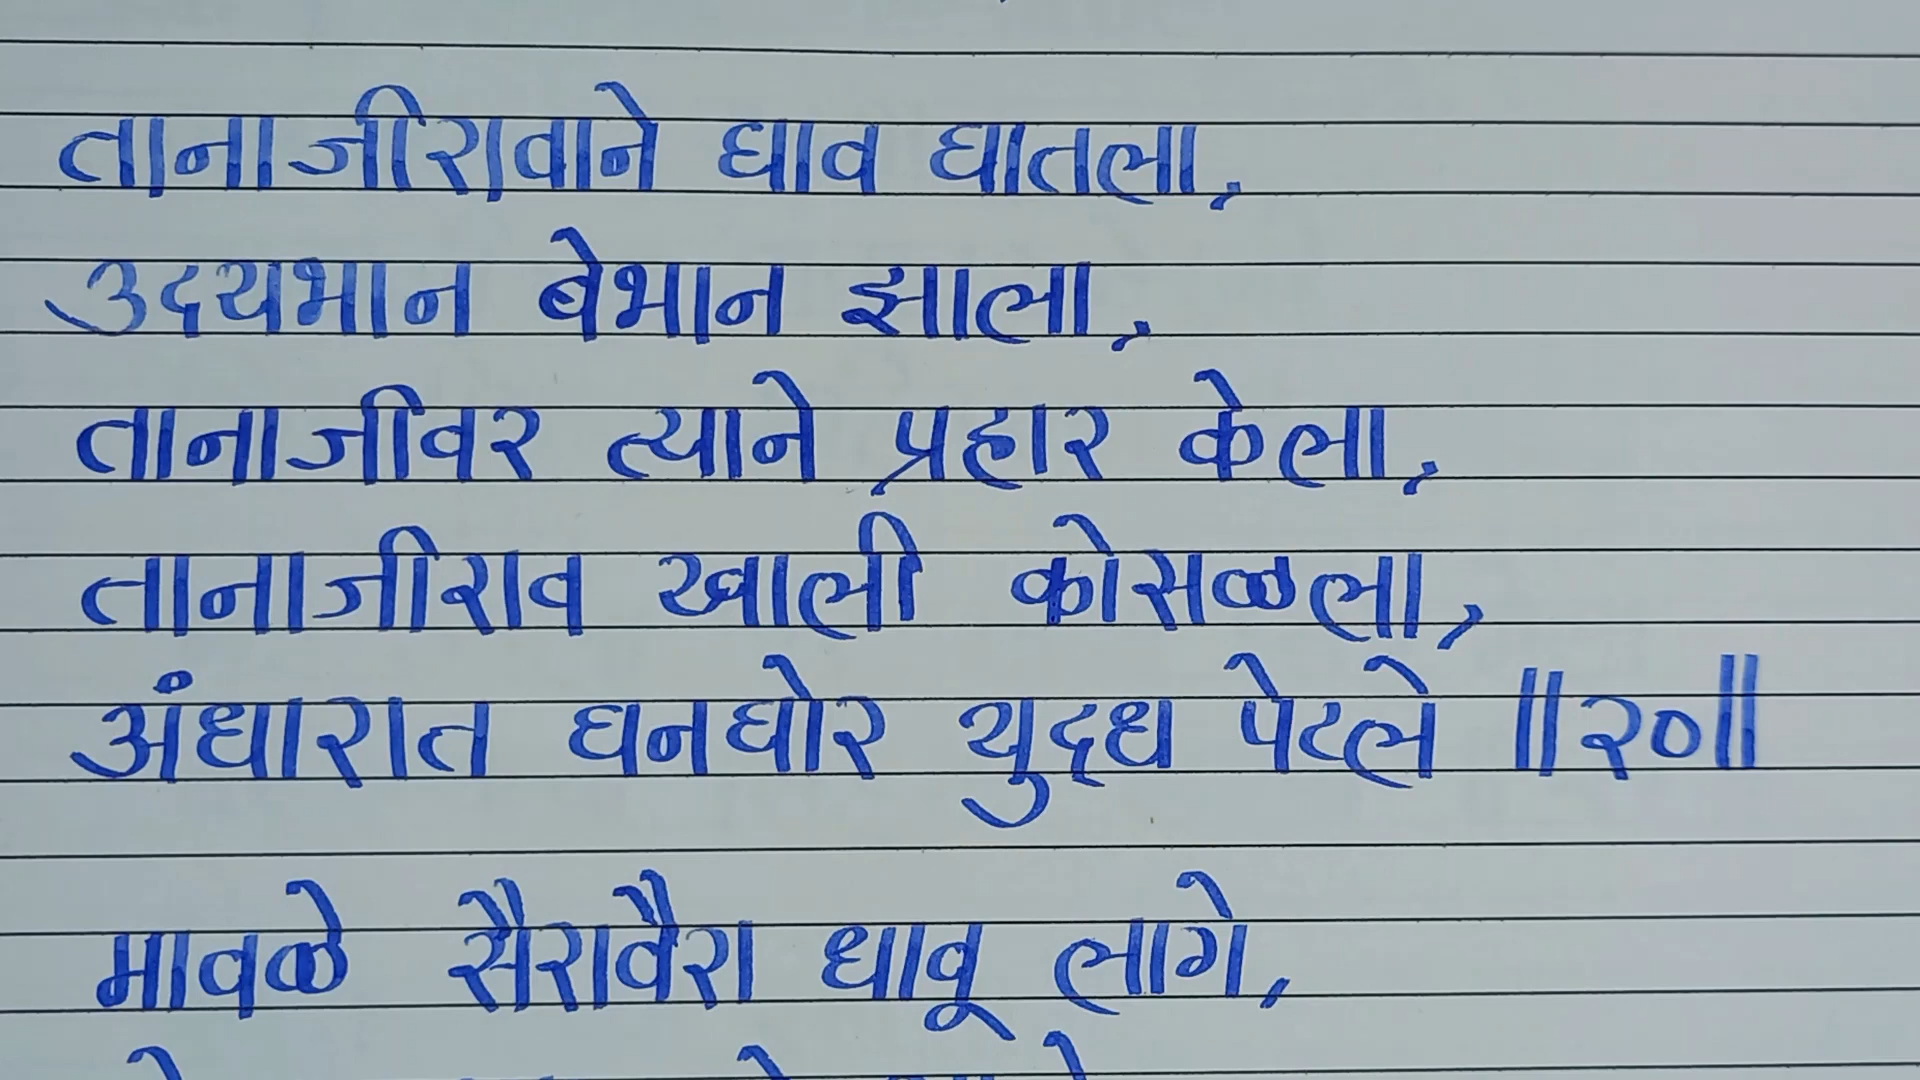 तानाजीरावाने घाव घातला,
उदयभान बेभान झाला,
तानाजीवर त्याने प्रहार केला,
तानाजीराव खाली कोसळला,
अंधारात घनघोर युद्ध पेटले ॥२०॥
मावळे सैरावैरा धावू लागे,